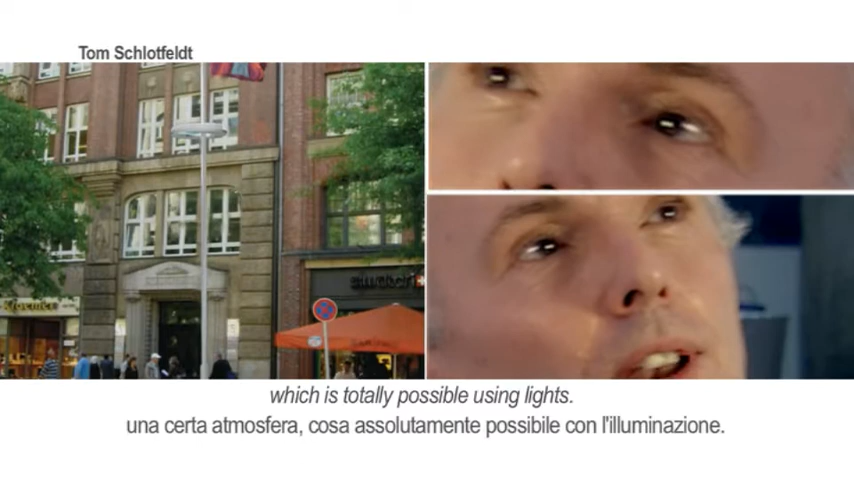 Tom Schlotfeldt
which is totally possible using lights.
una certa atmosfera, cosa assolutamente possibile con l'illuminazione.